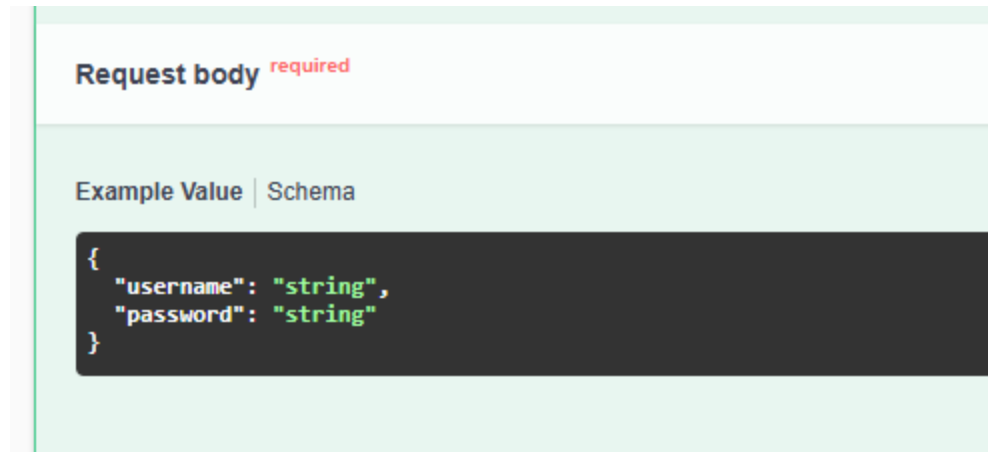 Request body required
Example Value | Schema
{
  "username": "string",
  "password": "string"
}